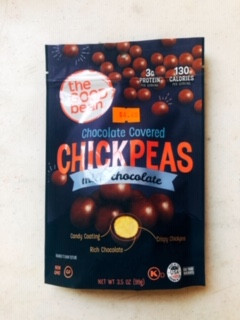 the
good
bean
3g PROTEIN
130 CALORIES
Chocolate Covered
CHICKPEAS
milk chocolate
Candy Coating
Crispy Chickpea
Rich Chocolate
NET WT 3.5 OZ (99g)